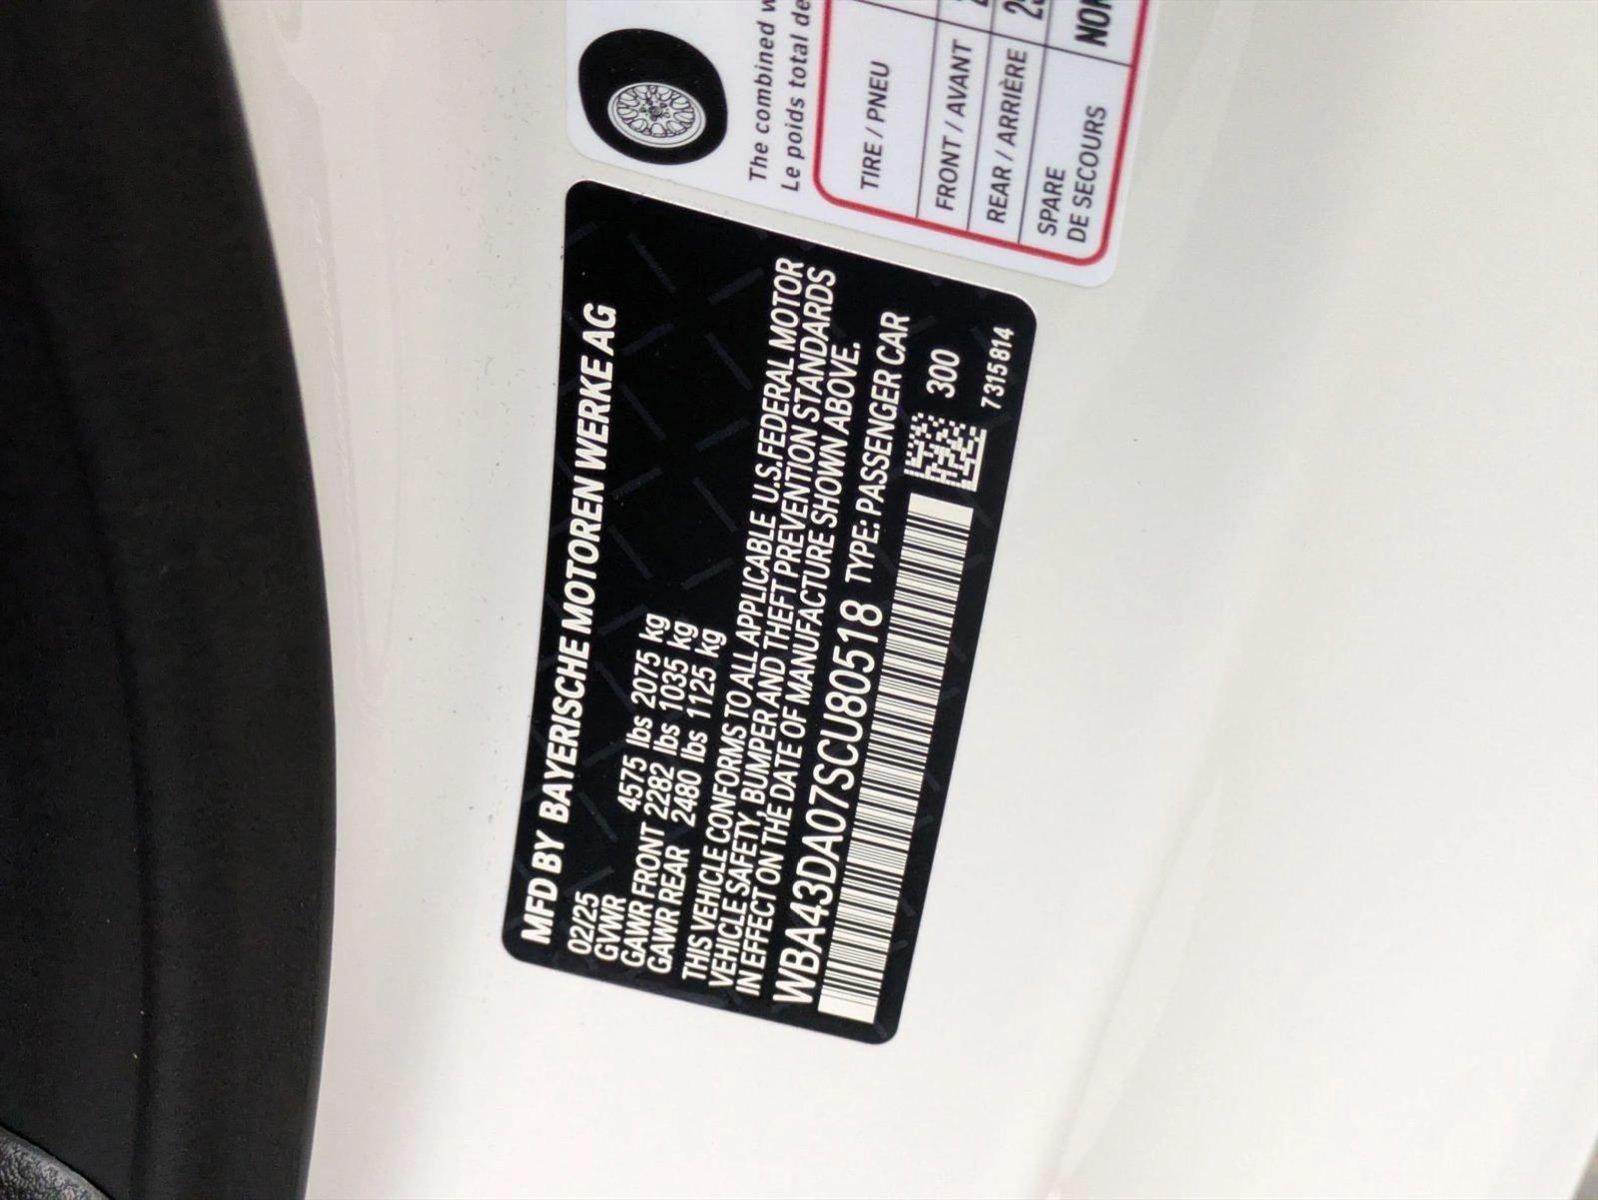 MFD BY BAYERISCHE MOTOREN WERKE AG
02/25
GVWR 4575 lbs 2075 kg
GAWR FRONT 2282 lbs 1035 kg
GAWR REAR 2480 lbs 1125 kg
THIS VEHICLE CONFORMS TO ALL APPLICABLE U.S.FEDERAL MOTOR
VEHICLE SAFETY, BUMPER AND THEFT PREVENTION STANDARDS
IN EFFECT ON THE DATE OF MANUFACTURE SHOWN ABOVE.
WBA43DA07SCU80518 TYPE: PASSENGER CAR
300
7 315 814
The combined
Le poids total de
TIRE / PNEU
FRONT / AVANT
REAR / ARRIÈRE
SPARE
DE SECOURS